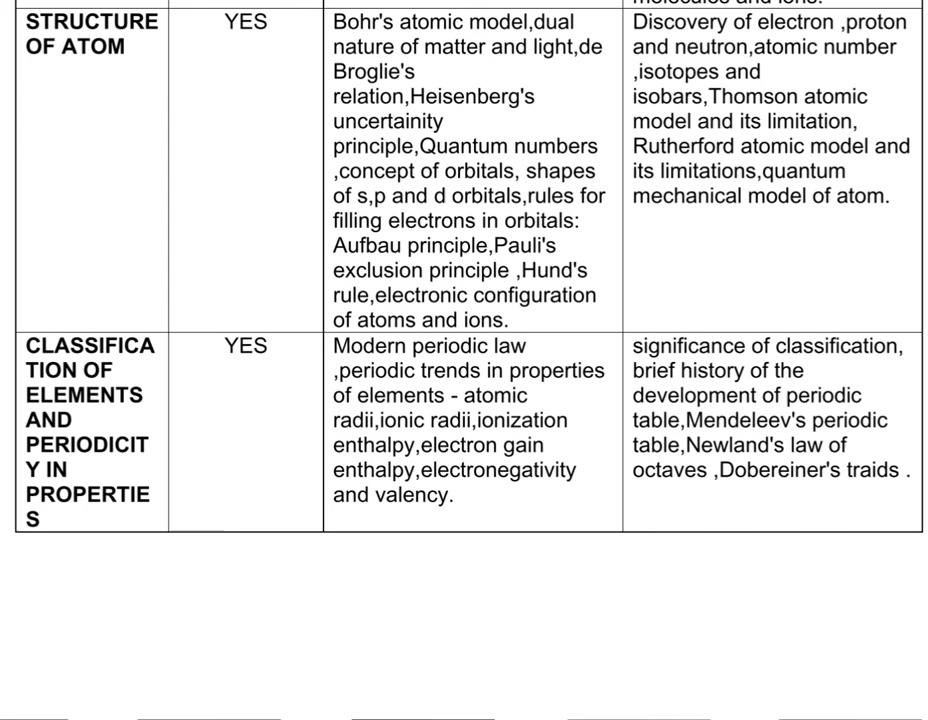 molecules and ions.
STRUCTURE
OF ATOM
YES
Bohr's atomic model,dual
nature of matter and light,de
Broglie's
relation,Heisenberg's
uncertainity
principle,Quantum numbers
,concept of orbitals, shapes
of s,p and d orbitals,rules for
filling electrons in orbitals:
Aufbau principle,Pauli's
exclusion principle ,Hund's
rule,electronic configuration
of atoms and ions.
Discovery of electron ,proton
and neutron,atomic number
,isotopes and
isobars,Thomson atomic
model and its limitation,
Rutherford atomic model and
its limitations,quantum
mechanical model of atom.
CLASSIFICA
TION OF
ELEMENTS
AND
PERIODICIT
Y IN
PROPERTIE
S
YES
Modern periodic law
,periodic trends in properties
of elements - atomic
radii,ionic radii,ionization
enthalpy,electron gain
enthalpy,electronegativity
and valency.
significance of classification,
brief history of the
development of periodic
table,Mendeleev's periodic
table,Newland's law of
octaves ,Dobereiner's traids .